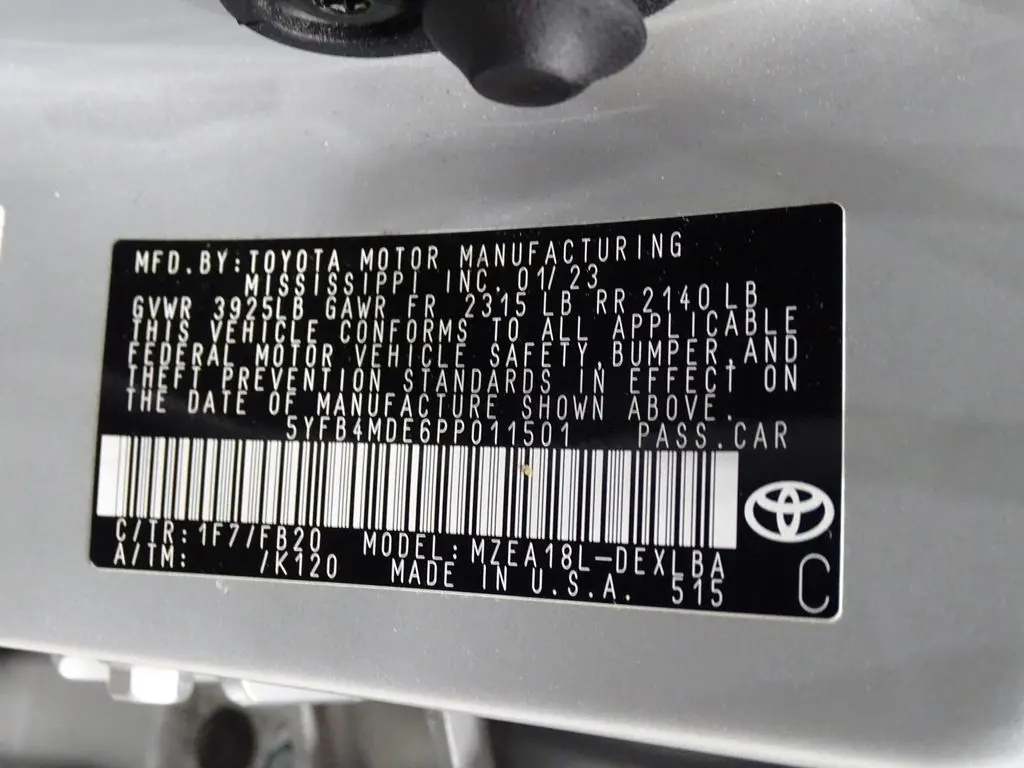 MFD.BY:TOYOTA MOTOR MANUFACTURING
MISSISSIPPI INC. 01/23
GVWR 3925LB GAWR FR 2315 LB RR 2140 LB
THIS VEHICLE CONFORMS TO ALL APPLICABLE
FEDERAL MOTOR VEHICLE SAFETY,BUMPER,AND
THEFT PREVENTION STANDARDS IN EFFECT ON
THE DATE OF MANUFACTURE SHOWN ABOVE.
5YFB4MDE6PP011501 PASS.CAR
C/TR: 1F7/FB20 MODEL: MZEA18L-DEXLBA
A/TM: /K120 MADE IN U.S.A. 515
C